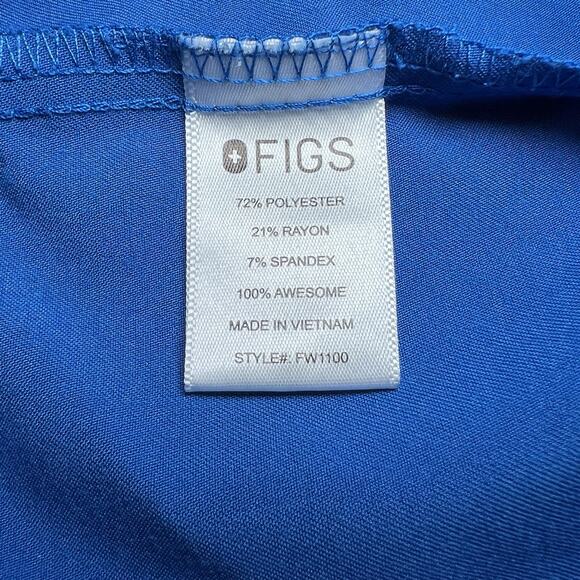 FIGS
72% POLYESTER
21% RAYON
7% SPANDEX
100% AWESOME
MADE IN VIETNAM
STYLE#: FW1100